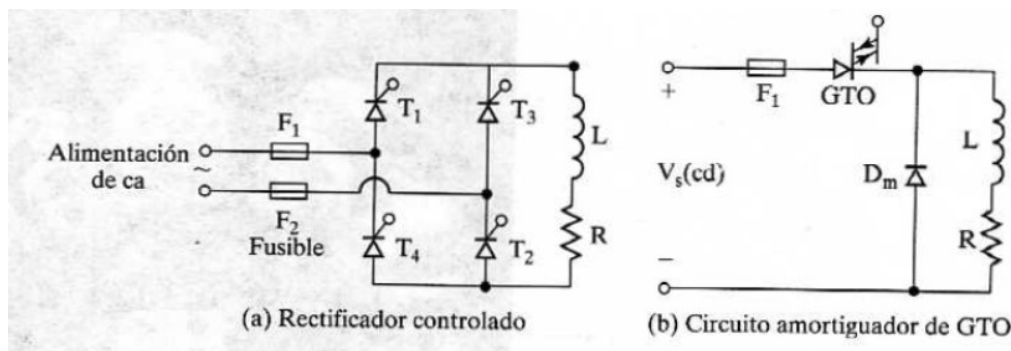 Alimentación
de ca
~
F₁
F₂
Fusible
T₁
T₃
T₄
T₂
L
R
(a) Rectificador controlado
+
F₁
GTO
Vₛ(cd)
Dₘ
L
R
−
(b) Circuito amortiguador de GTO